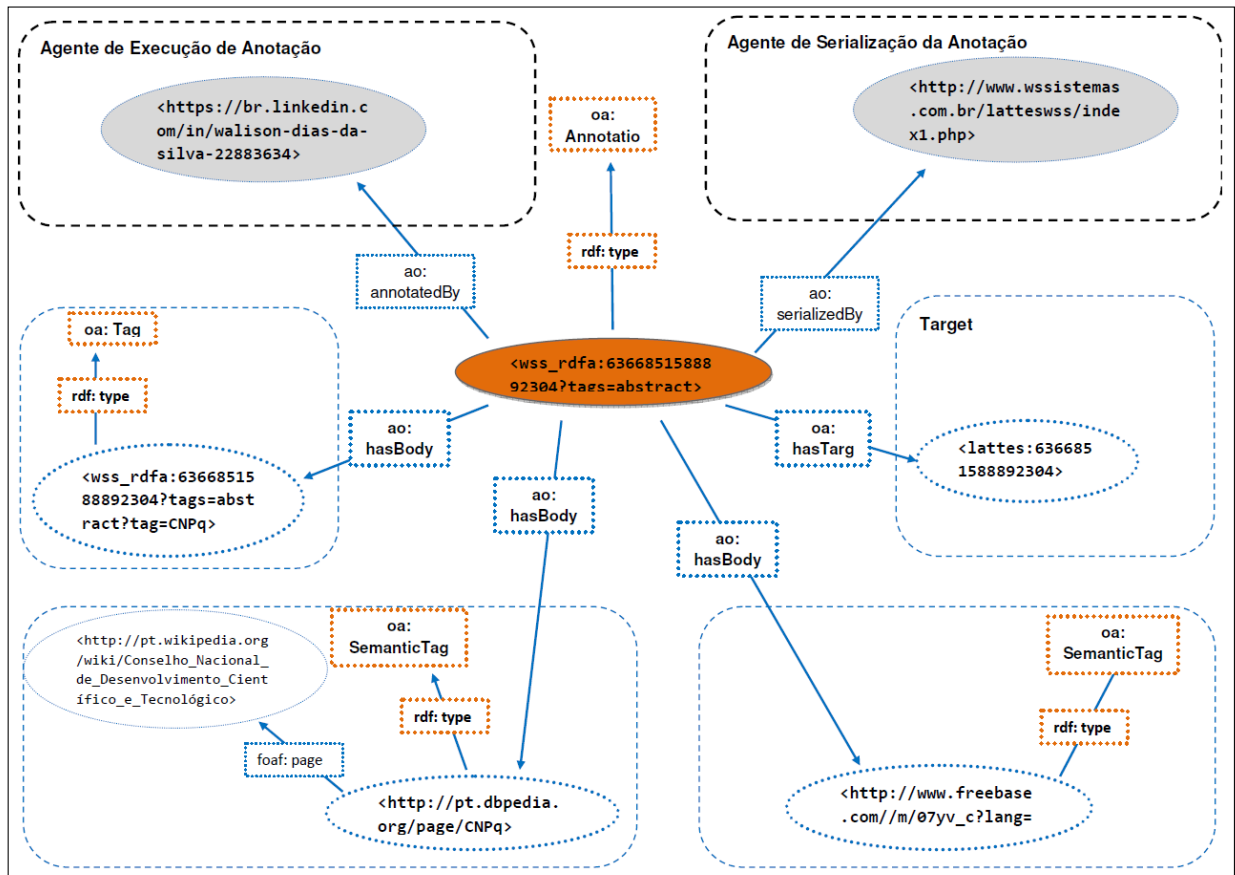 Agente de Execução de Anotação
<https://br.linkedin.c
om/in/walison-dias-da-
silva-22883634>
oa:
Annotatio
Agente de Serialização da Anotação
<http://www.wssistemas
.com.br/latteswss/inde
x1.php>
rdf: type
ao:
annotatedBy
ao:
serializedBy
oa: Tag
rdf: type
<wss_rdfa:63668515888
92304?tags=abstract>
Target
ao:
hasBody
oa:
hasTarg
<wss_rdfa:63668515
88892304?tags=abst
ract?tag=CNPq>
<lattes:636685
1588892304>
ao:
hasBody
ao:
hasBody
<http://pt.wikipedia.org
/wiki/Conselho_Nacional_
de_Desenvolvimento_Cient
ífico_e_Tecnológico>
oa:
SemanticTag
rdf: type
foaf: page
<http://pt.dbpedia.
org/page/CNPq>
oa:
SemanticTag
rdf: type
<http://www.freebase
.com//m/07yv_c?lang=